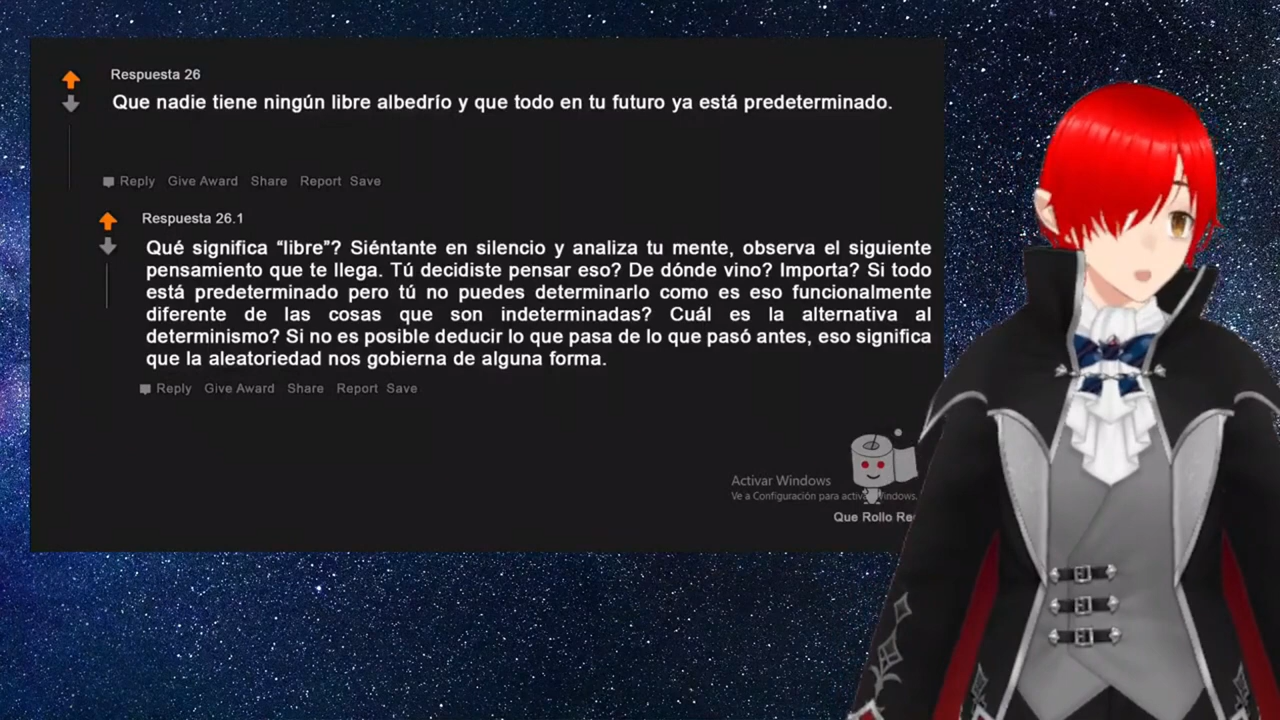 Respuesta 26
Que nadie tiene ningún libre albedrío y que todo en tu futuro ya está predeterminado.
Reply Give Award Share Report Save
Respuesta 26.1
Qué significa “libre”? Siéntante en silencio y analiza tu mente, observa el siguiente
pensamiento que te llega. Tú decidiste pensar eso? De dónde vino? Importa? Si todo
está predeterminado pero tú no puedes determinarlo como es eso funcionalmente
diferente de las cosas que son indeterminadas? Cuál es la alternativa al
determinismo? Si no es posible deducir lo que pasa de lo que pasó antes, eso significa
que la aleatoriedad nos gobierna de alguna forma.
Reply Give Award Share Report Save
Activar Windows
Ve a Configuración para Windows.
Que Rollo